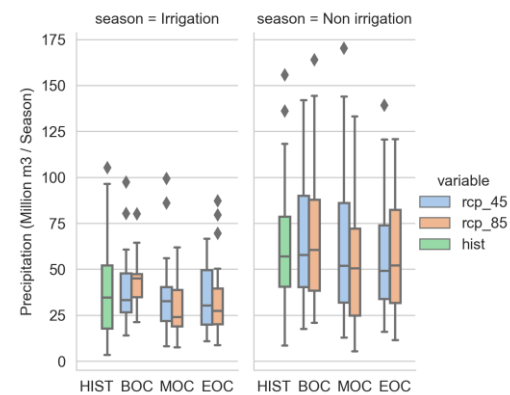 season = Irrigation
season = Non irrigation
Precipitation (Million m3 / Season)
175
150
125
100
75
50
25
0
HIST BOC MOC EOC
HIST BOC MOC EOC
variable
rcp_45
rcp_85
hist